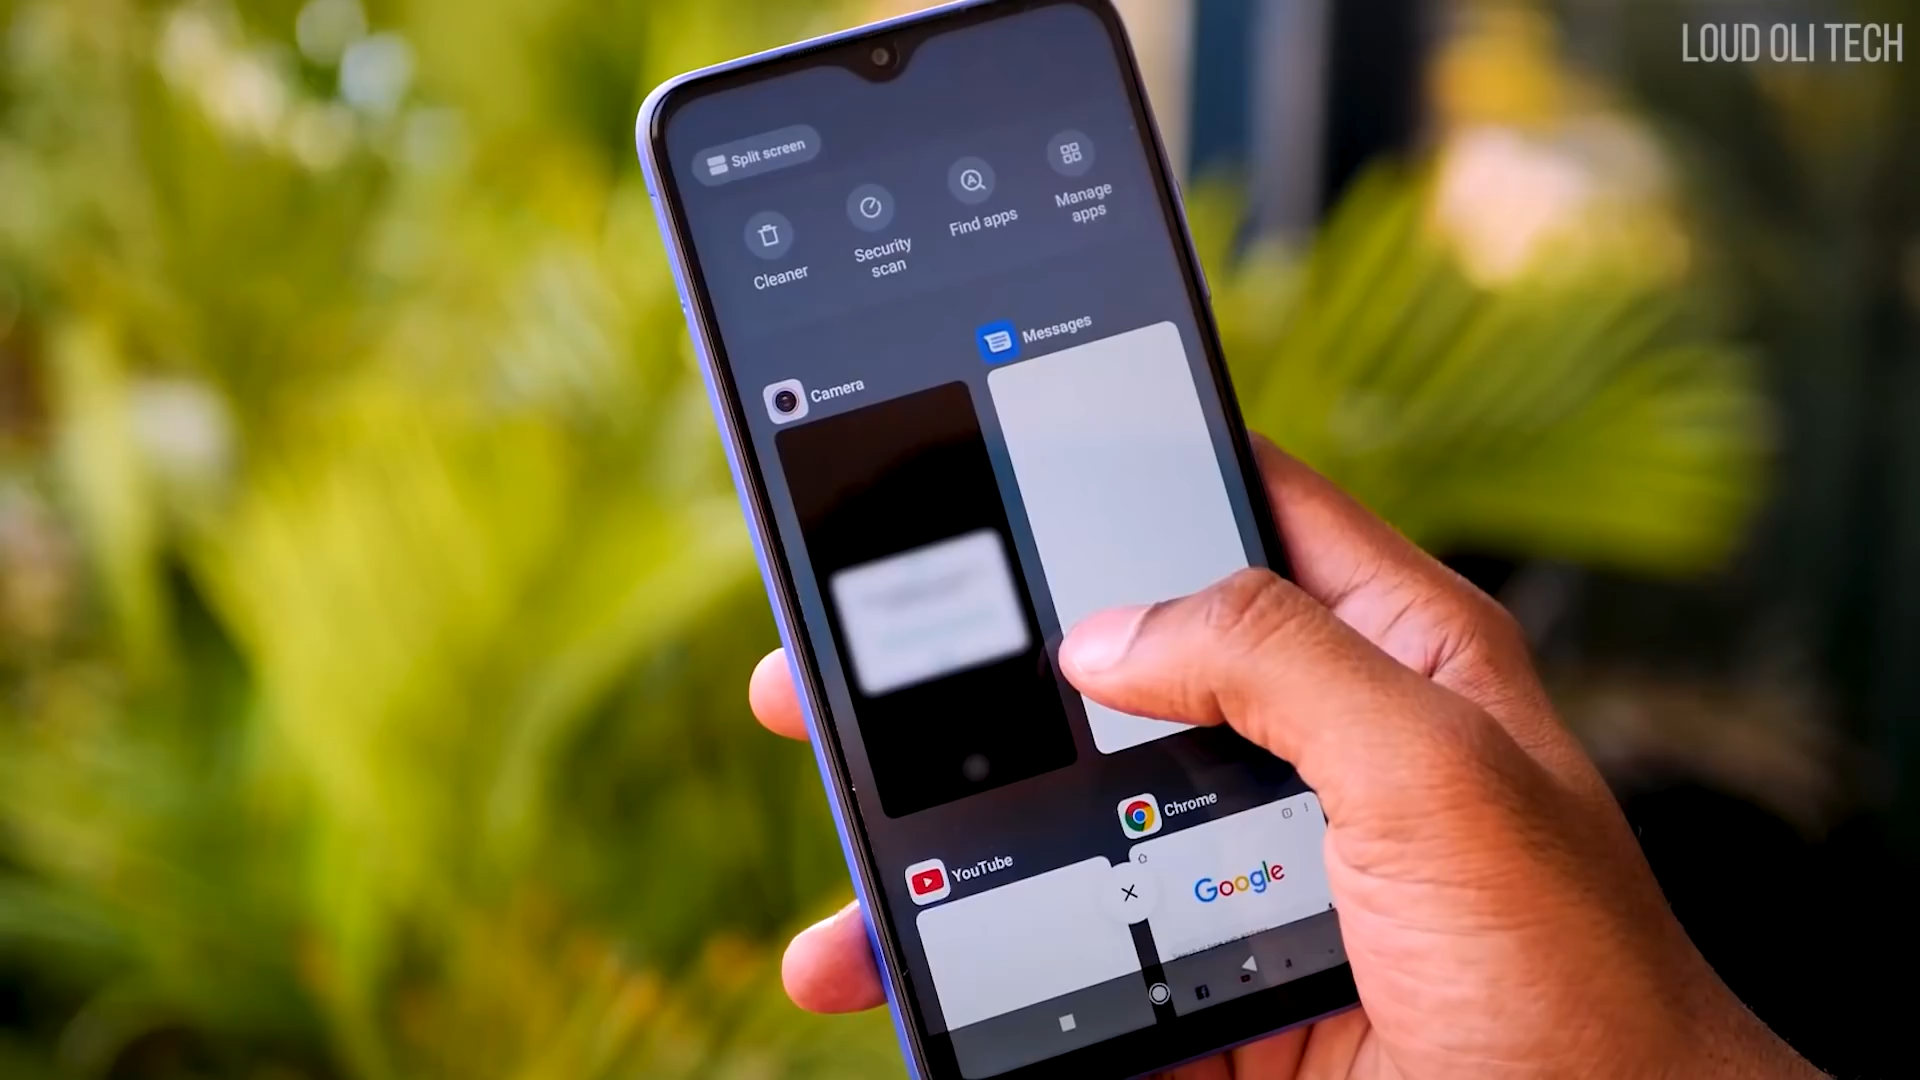 LOUD OLI TECH
Split screen
Cleaner
Security
scan
Find apps
Manage
apps
Camera
Messages
YouTube
Chrome
Google